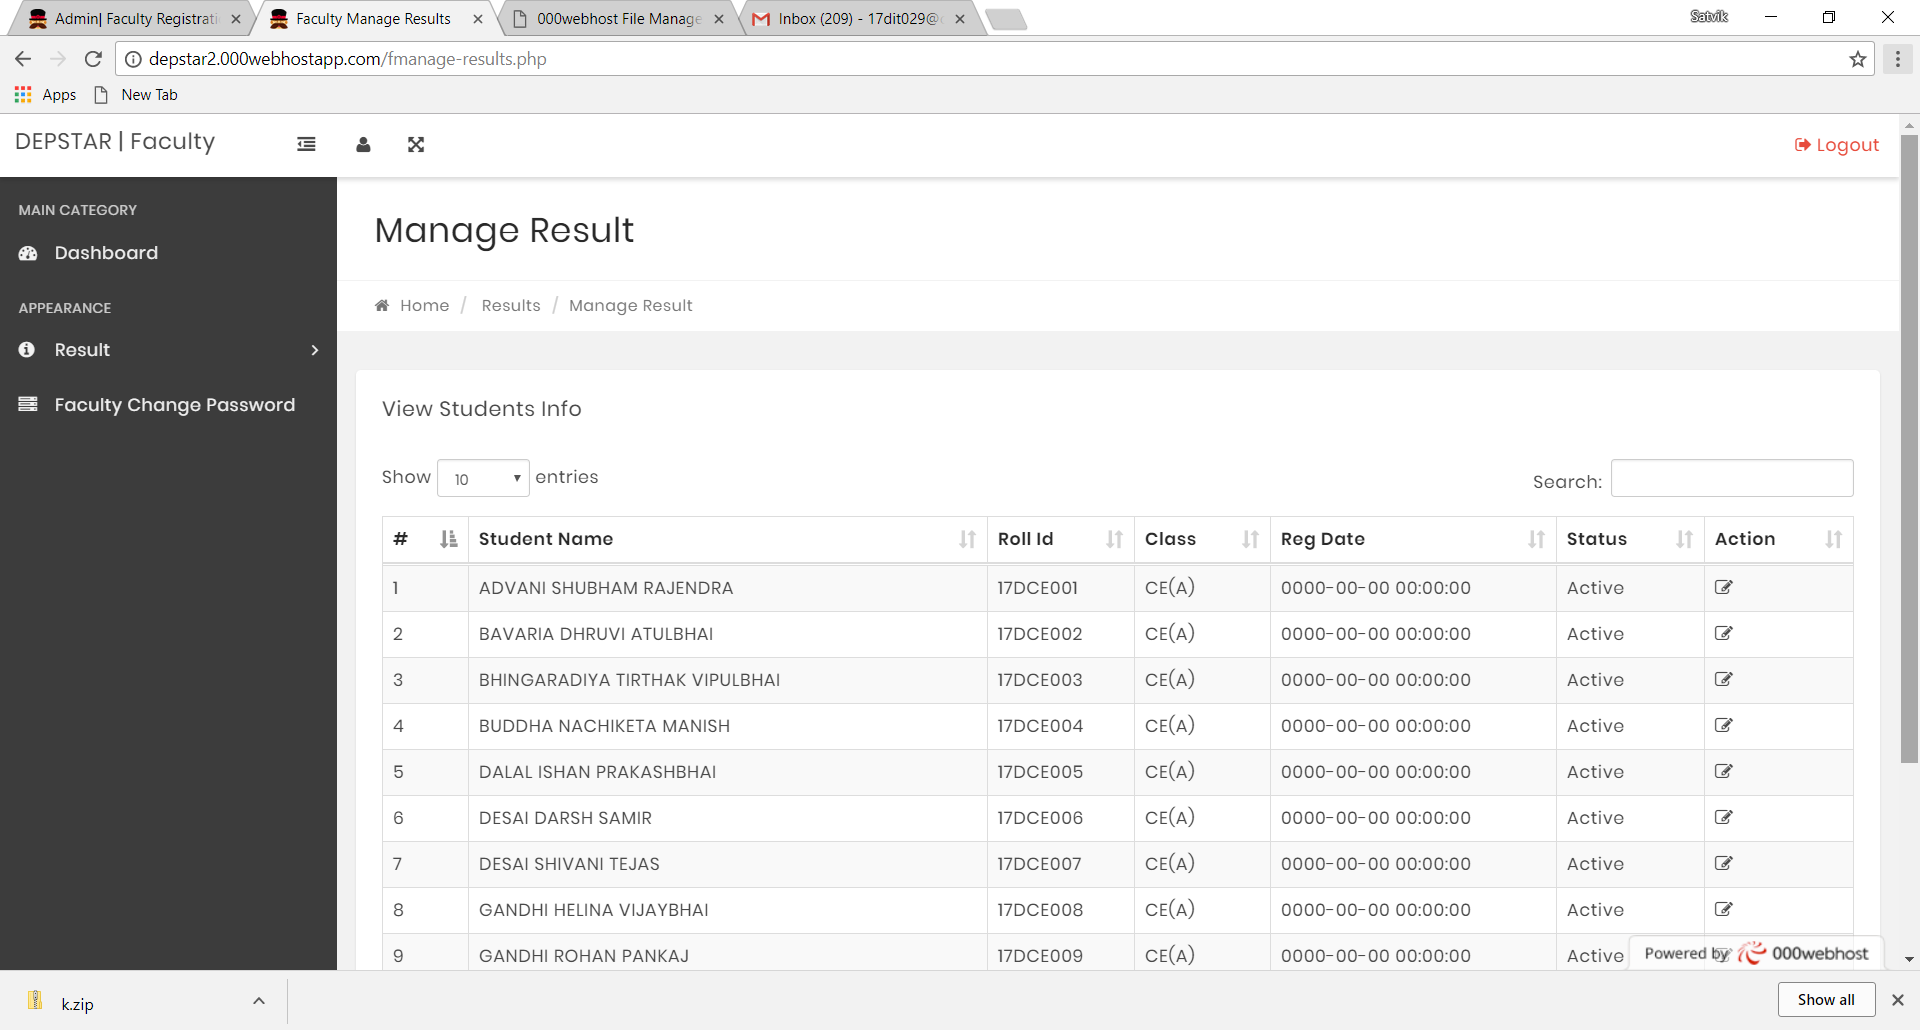 Admin| Faculty Registrati
Faculty Manage Results
000webhost File Manage
Inbox (209) - 17dit029@
Satvik
depstar2.000webhostapp.com/fmanage-results.php
Apps New Tab
DEPSTAR | Faculty
Logout
MAIN CATEGORY
Dashboard
APPEARANCE
Result
Faculty Change Password
Manage Result
Home / Results / Manage Result
View Students Info
Show 10 entries
Search:
# Student Name Roll Id Class Reg Date Status Action
1 ADVANI SHUBHAM RAJENDRA 17DCE001 CE(A) 0000-00-00 00:00:00 Active
2 BAVARIA DHRUVI ATULBHAI 17DCE002 CE(A) 0000-00-00 00:00:00 Active
3 BHINGARADIYA TIRTHAK VIPULBHAI 17DCE003 CE(A) 0000-00-00 00:00:00 Active
4 BUDDHA NACHIKETA MANISH 17DCE004 CE(A) 0000-00-00 00:00:00 Active
5 DALAL ISHAN PRAKASHBHAI 17DCE005 CE(A) 0000-00-00 00:00:00 Active
6 DESAI DARSH SAMIR 17DCE006 CE(A) 0000-00-00 00:00:00 Active
7 DESAI SHIVANI TEJAS 17DCE007 CE(A) 0000-00-00 00:00:00 Active
8 GANDHI HELINA VIJAYBHAI 17DCE008 CE(A) 0000-00-00 00:00:00 Active
9 GANDHI ROHAN PANKAJ 17DCE009 CE(A) 0000-00-00 00:00:00 Active
Powered by 000webhost
k.zip
Show all